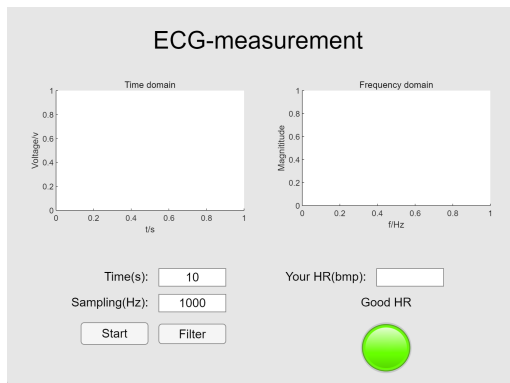 ECG-measurement
Time domain
1
0.8
0.6
0.4
0.2
0
Voltage/v
0 0.2 0.4 0.6 0.8 1
t/s
Frequency domain
1
0.8
0.6
0.4
0.2
0
Magnititude
0 0.2 0.4 0.6 0.8 1
f/Hz
Time(s): 10
Sampling(Hz): 1000
Start Filter
Your HR(bmp):
Good HR